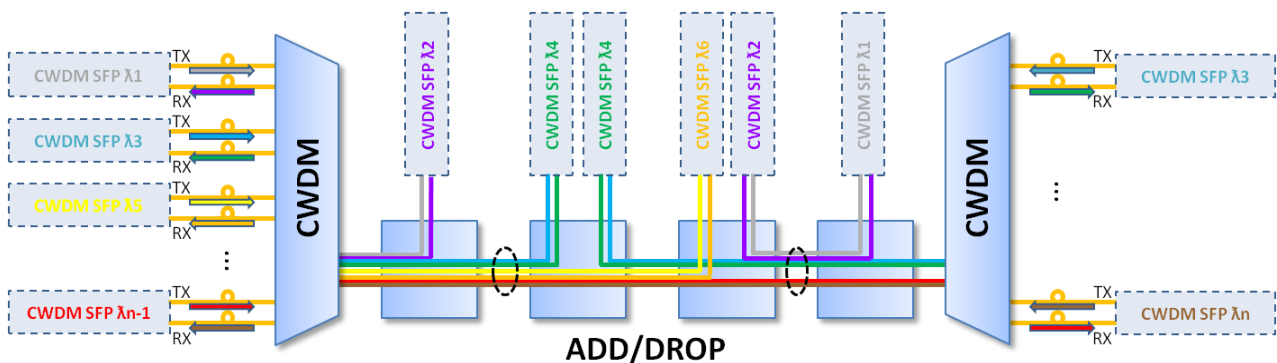 TX
CWDM SFP λ1
RX
TX
CWDM SFP λ3
RX
TX
CWDM SFP λ5
RX
...
TX
CWDM SFP λn-1
RX
CWDM
CWDM SFP λ2
CWDM SFP λ4
CWDM SFP λ4
CWDM SFP λ6
CWDM SFP λ2
CWDM SFP λ1
ADD/DROP
CWDM
TX
CWDM SFP λ3
RX
...
TX
CWDM SFP λn
RX